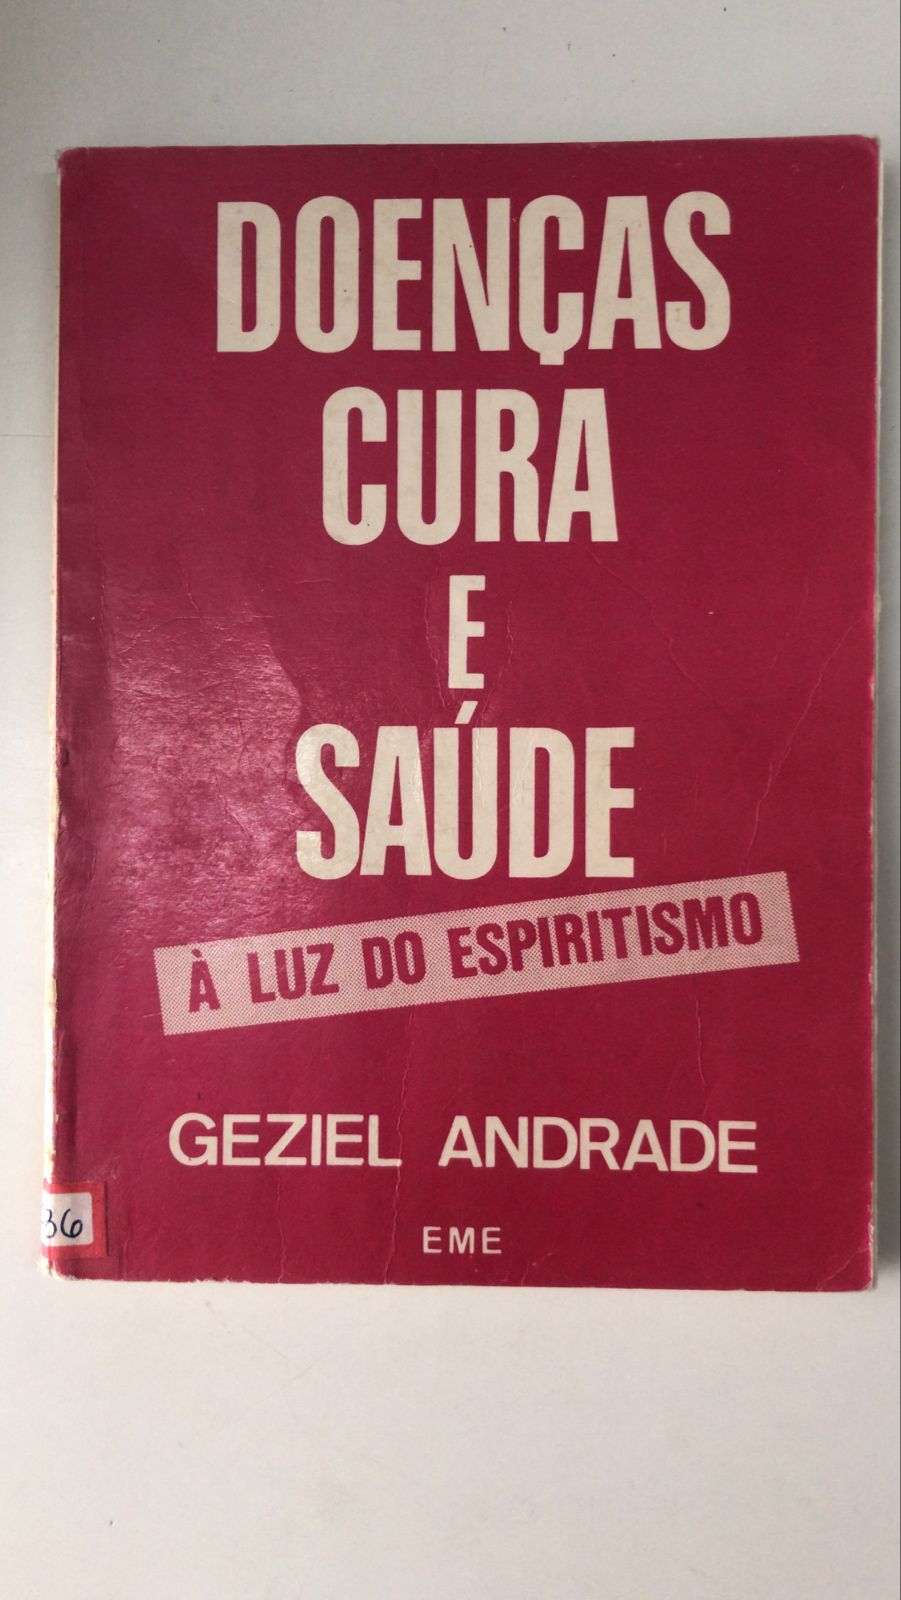 DOENÇAS
CURA
E
SAÚDE
À LUZ DO ESPIRITISMO
GEZIEL ANDRADE
36
EME